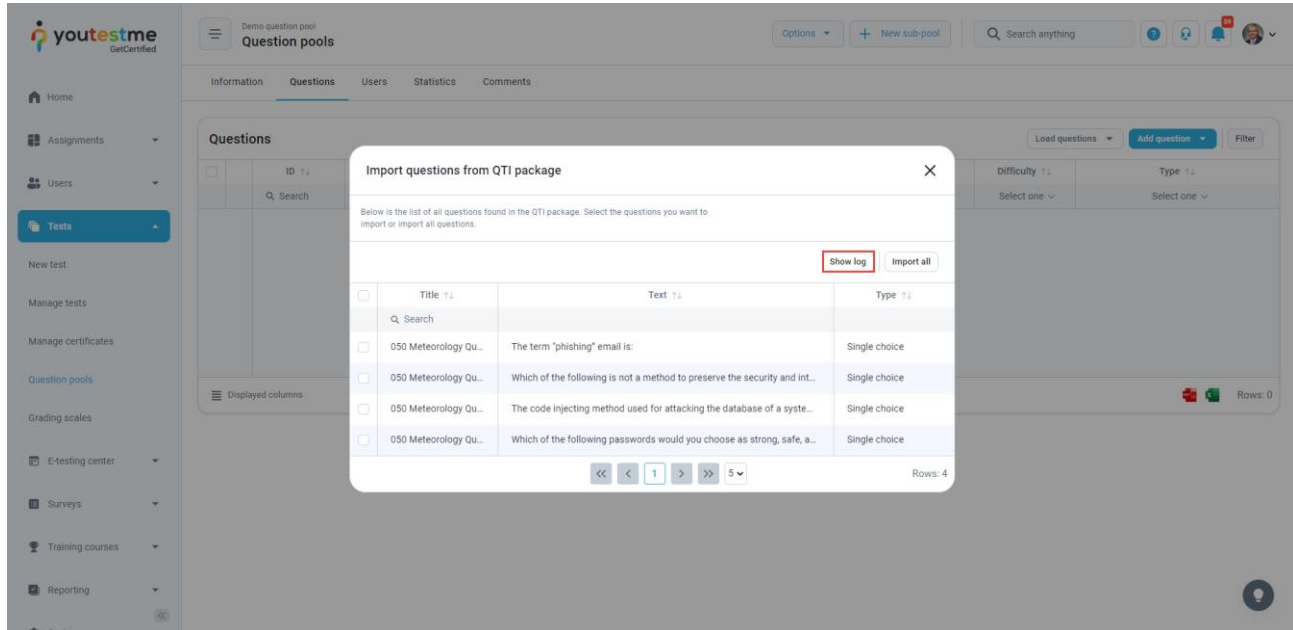 youtestme
GetCertified
Demo question pool
Question pools
Options
+ New sub-pool
Search anything
Information Questions Users Statistics Comments
Home
Assignments
Users
Tests
New test
Manage tests
Manage certificates
Question pools
Grading scales
E-testing center
Surveys
Training courses
Reporting
Questions
Load questions
Add question
Filter
ID
Difficulty
Type
Search
Select one
Select one
Displayed columns
Rows: 0
Import questions from QTI package
Below is the list of all questions found in the QTI package. Select the questions you want to
import or import all questions.
Show log
Import all
Title Text Type
Search
050 Meteorology Qu... The term "phishing" email is: Single choice
050 Meteorology Qu... Which of the following is not a method to preserve the security and int... Single choice
050 Meteorology Qu... The code injecting method used for attacking the database of a syste... Single choice
050 Meteorology Qu... Which of the following passwords would you choose as strong, safe, a... Single choice
<< < 1 > >> 5
Rows: 4